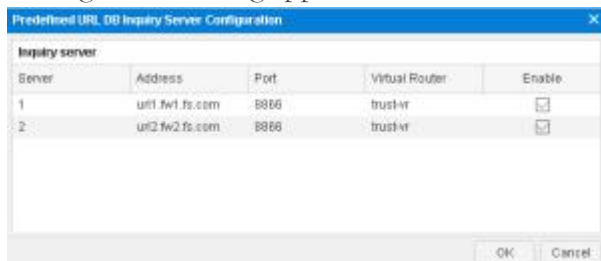 Predefined URL DB Inquiry Server Configuration
Inquiry server
Server Address Port Virtual Router Enable
1 url1.fw1.fs.com 8866 trust-vr
2 url2.fw2.fs.com 8866 trust-vr
OK Cancel